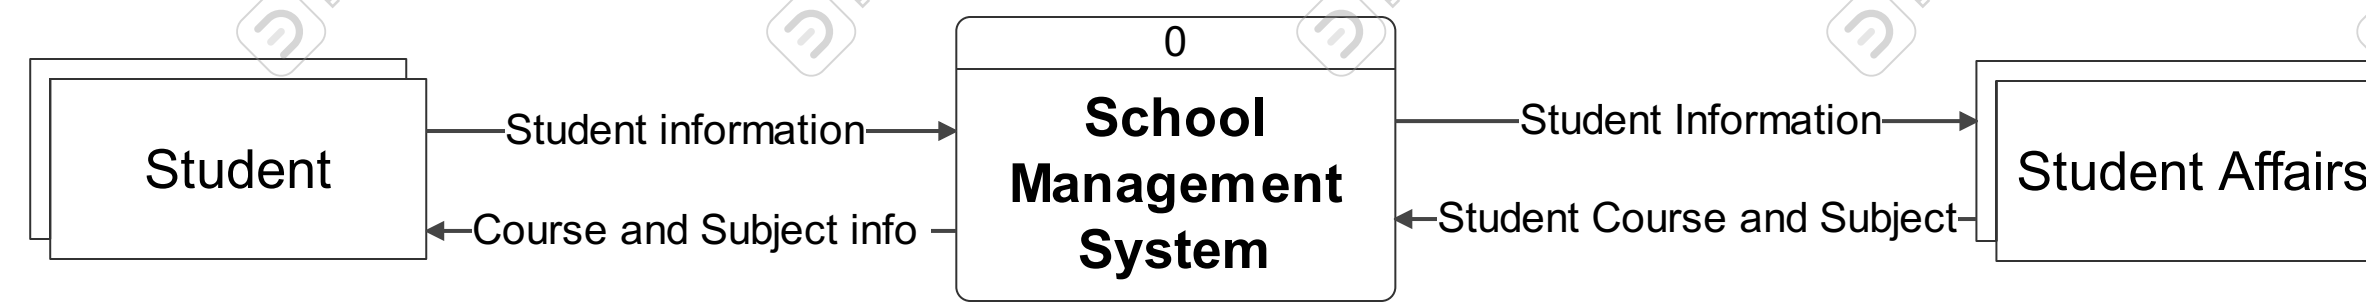 0
Student
Student information
Course and Subject info
School
Management
System
Student Information
Student Course and Subject
Student Affairs